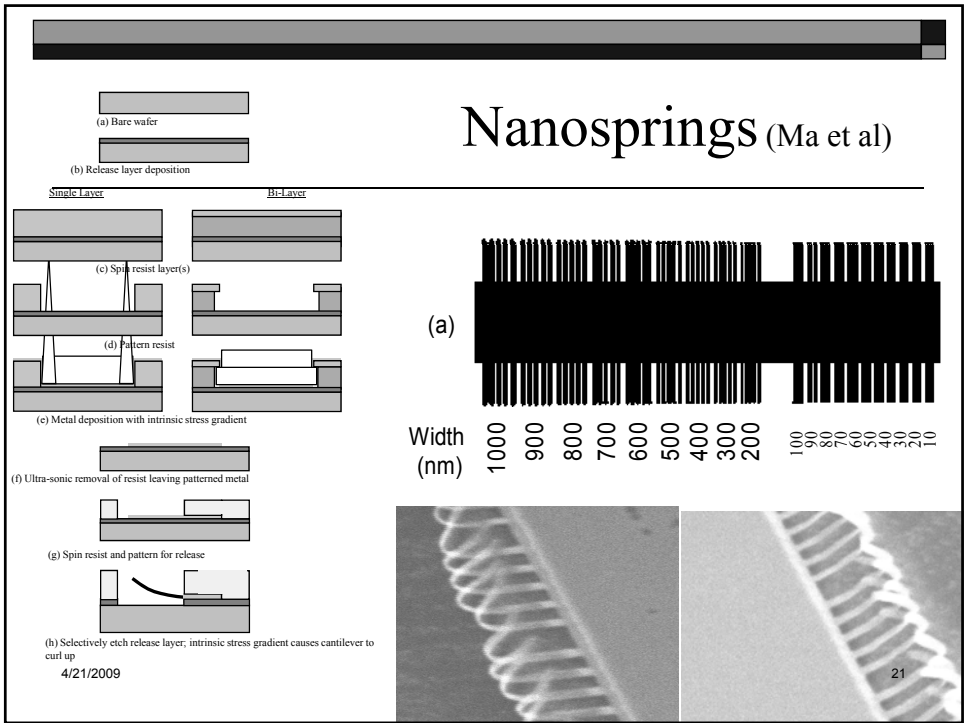 Nanosprings (Ma et al)
(a) Bare wafer
(b) Release layer deposition
Single Layer
Bi-Layer
(c) Spin resist layer(s)
(d) Pattern resist
(e) Metal deposition with intrinsic stress gradient
(f) Ultra-sonic removal of resist leaving patterned metal
(g) Spin resist and pattern for release
(h) Selectively etch release layer; intrinsic stress gradient causes cantilever to
curl up
(a)
Width
(nm)
1000 900 800 700 600 500 400 300 200
100 90 80 70 60 50 40 30 20 10
4/21/2009
21